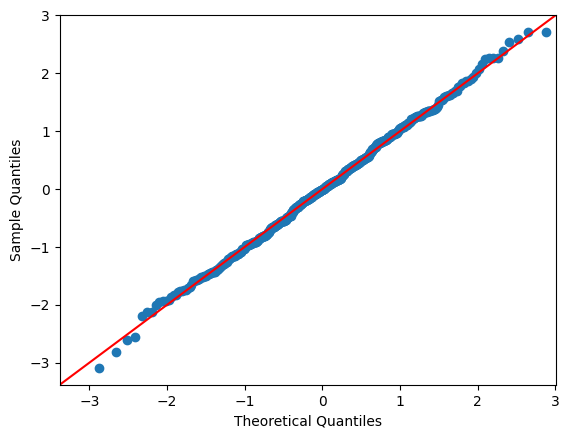 3
2
1
0
−1
−2
−3
Sample Quantiles
−3 −2 −1 0 1 2 3
Theoretical Quantiles